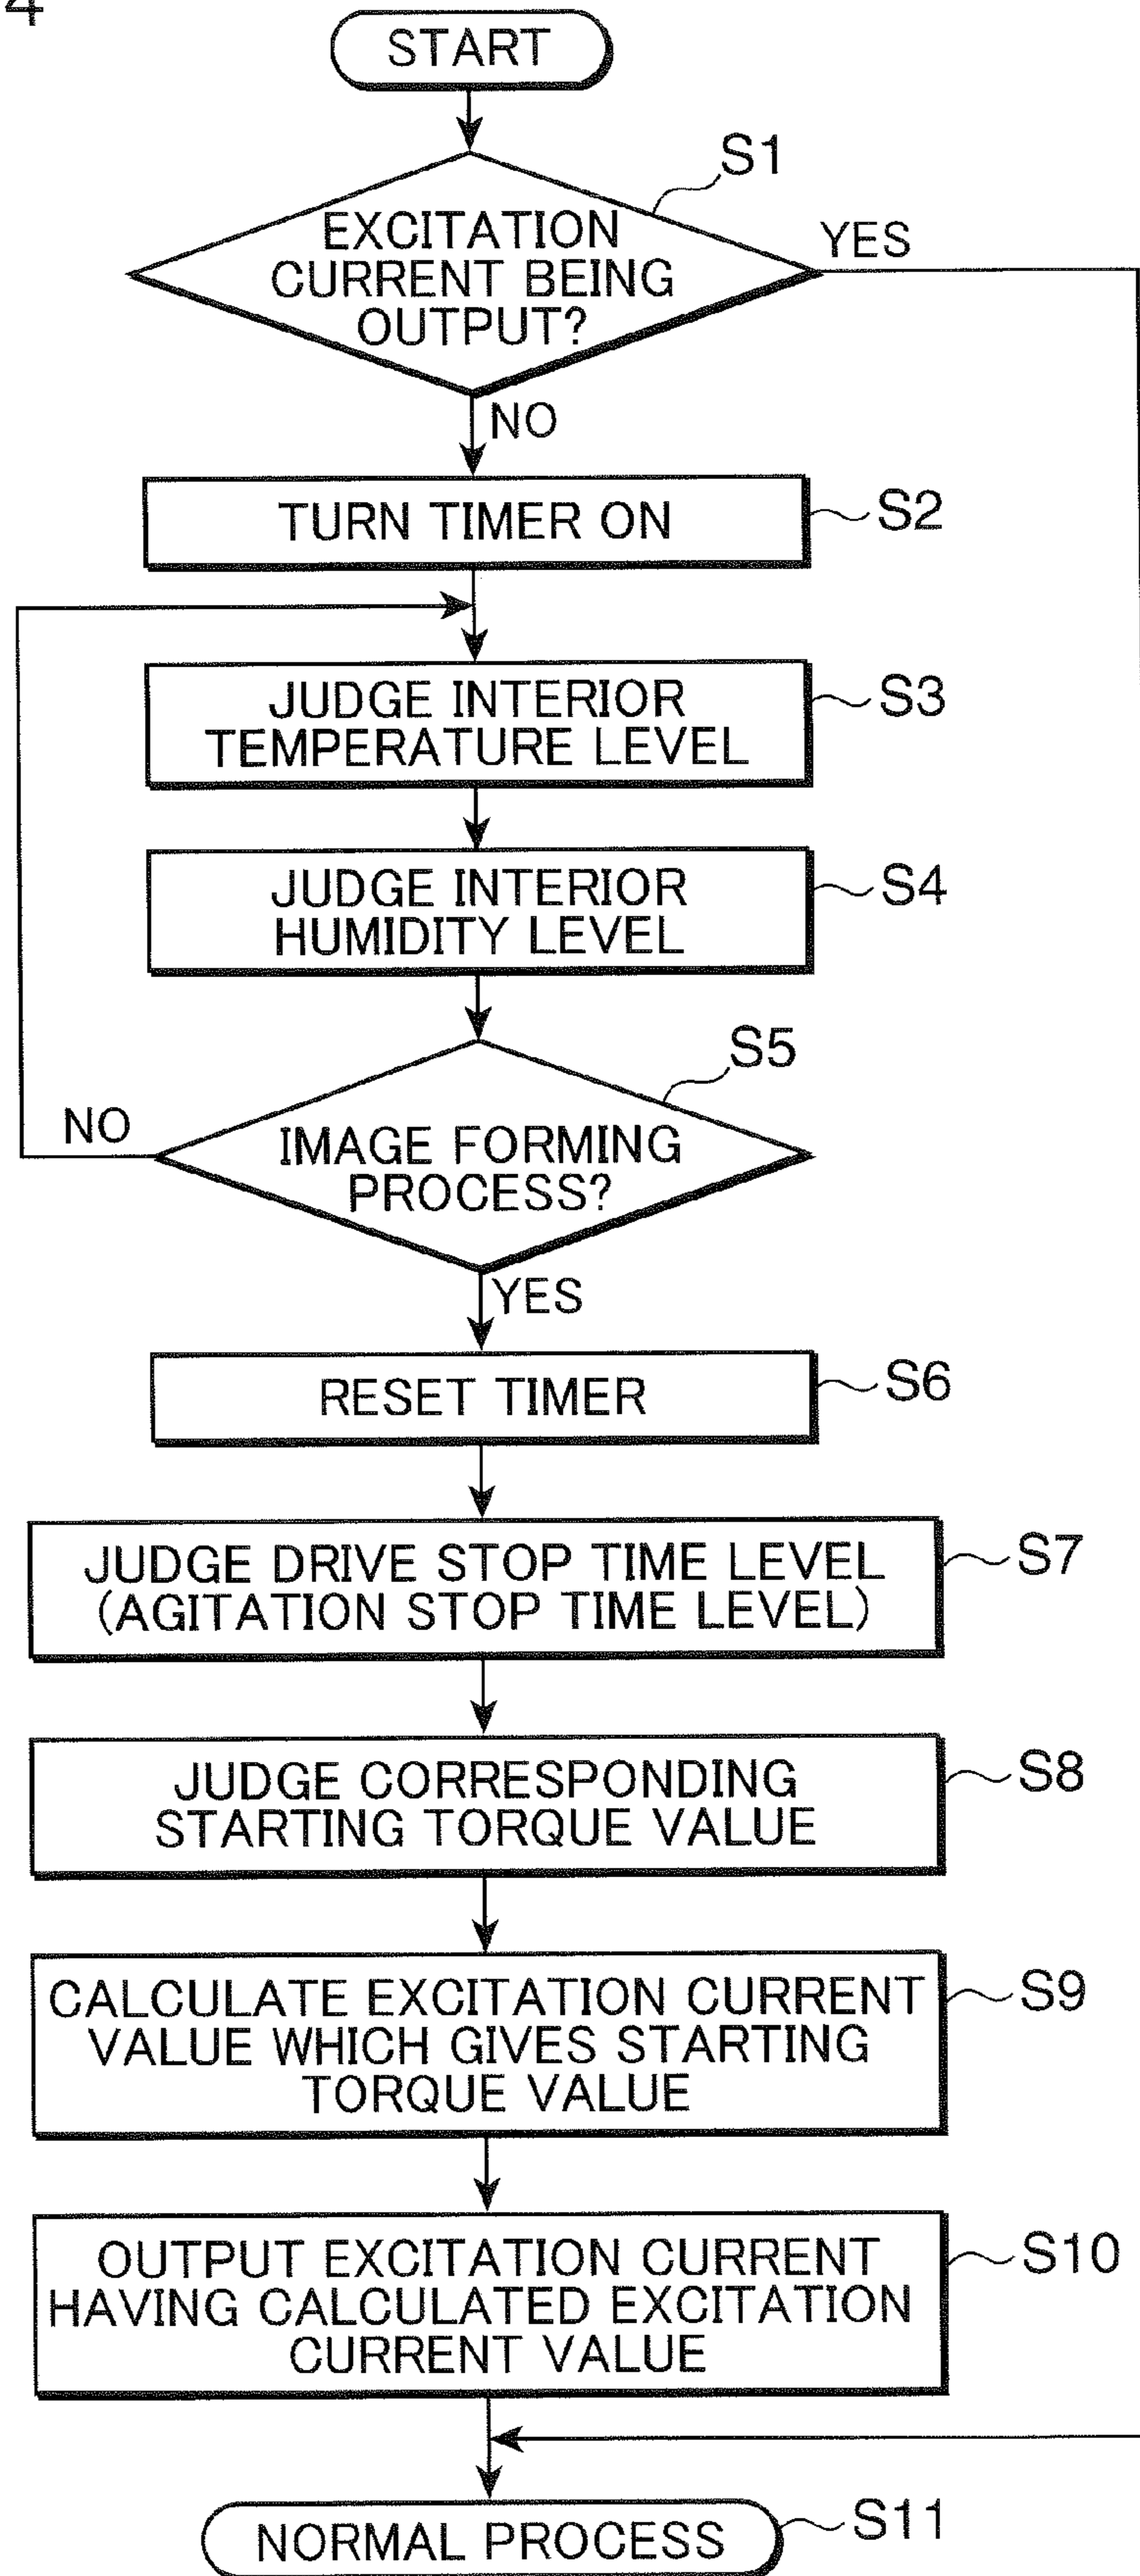 4
START
S1
EXCITATION
CURRENT BEING
OUTPUT?
YES
NO
TURN TIMER ON
S2
JUDGE INTERIOR
TEMPERATURE LEVEL
S3
JUDGE INTERIOR
HUMIDITY LEVEL
S4
S5
NO
IMAGE FORMING
PROCESS?
YES
RESET TIMER
S6
JUDGE DRIVE STOP TIME LEVEL
(AGITATION STOP TIME LEVEL)
S7
JUDGE CORRESPONDING
STARTING TORQUE VALUE
S8
CALCULATE EXCITATION CURRENT
VALUE WHICH GIVES STARTING
TORQUE VALUE
S9
OUTPUT EXCITATION CURRENT
HAVING CALCULATED EXCITATION
CURRENT VALUE
S10
NORMAL PROCESS
S11